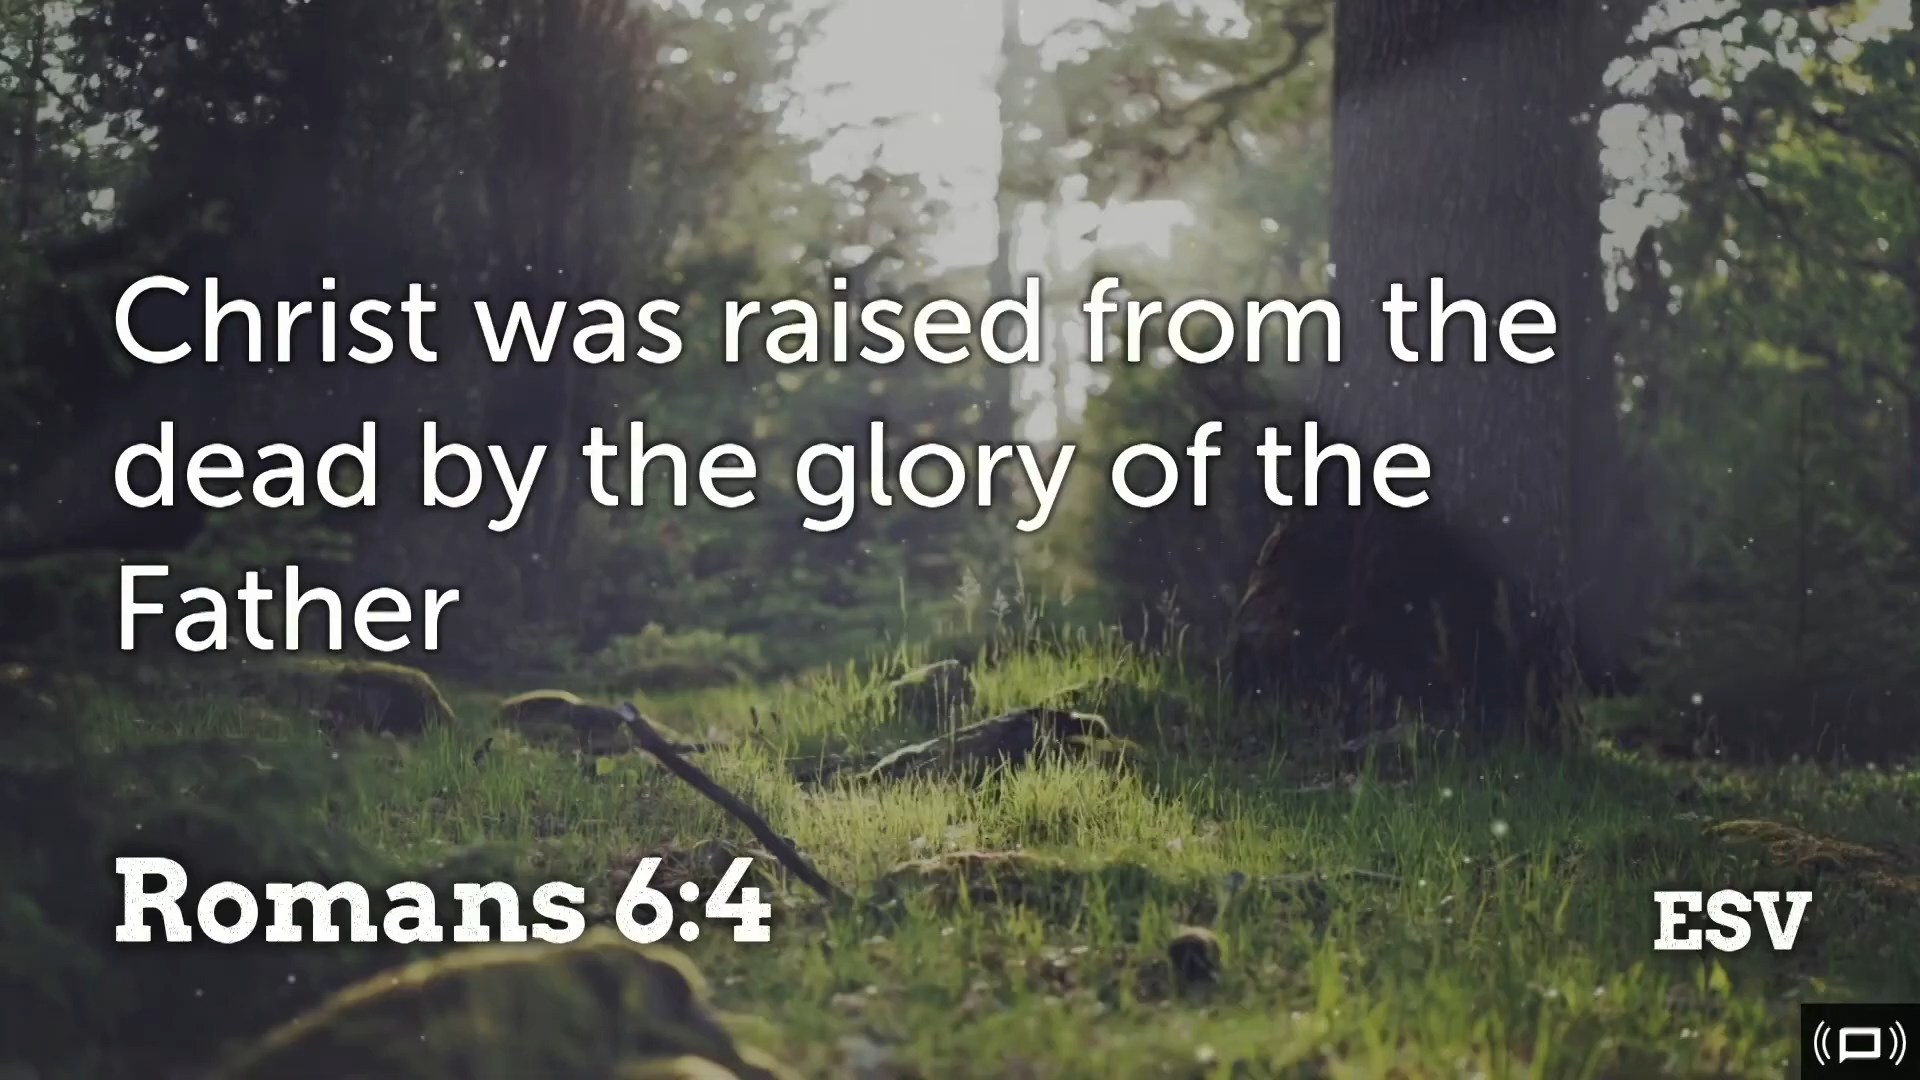 Christ was raised from the
dead by the glory of the
Father
Romans 6:4
ESV